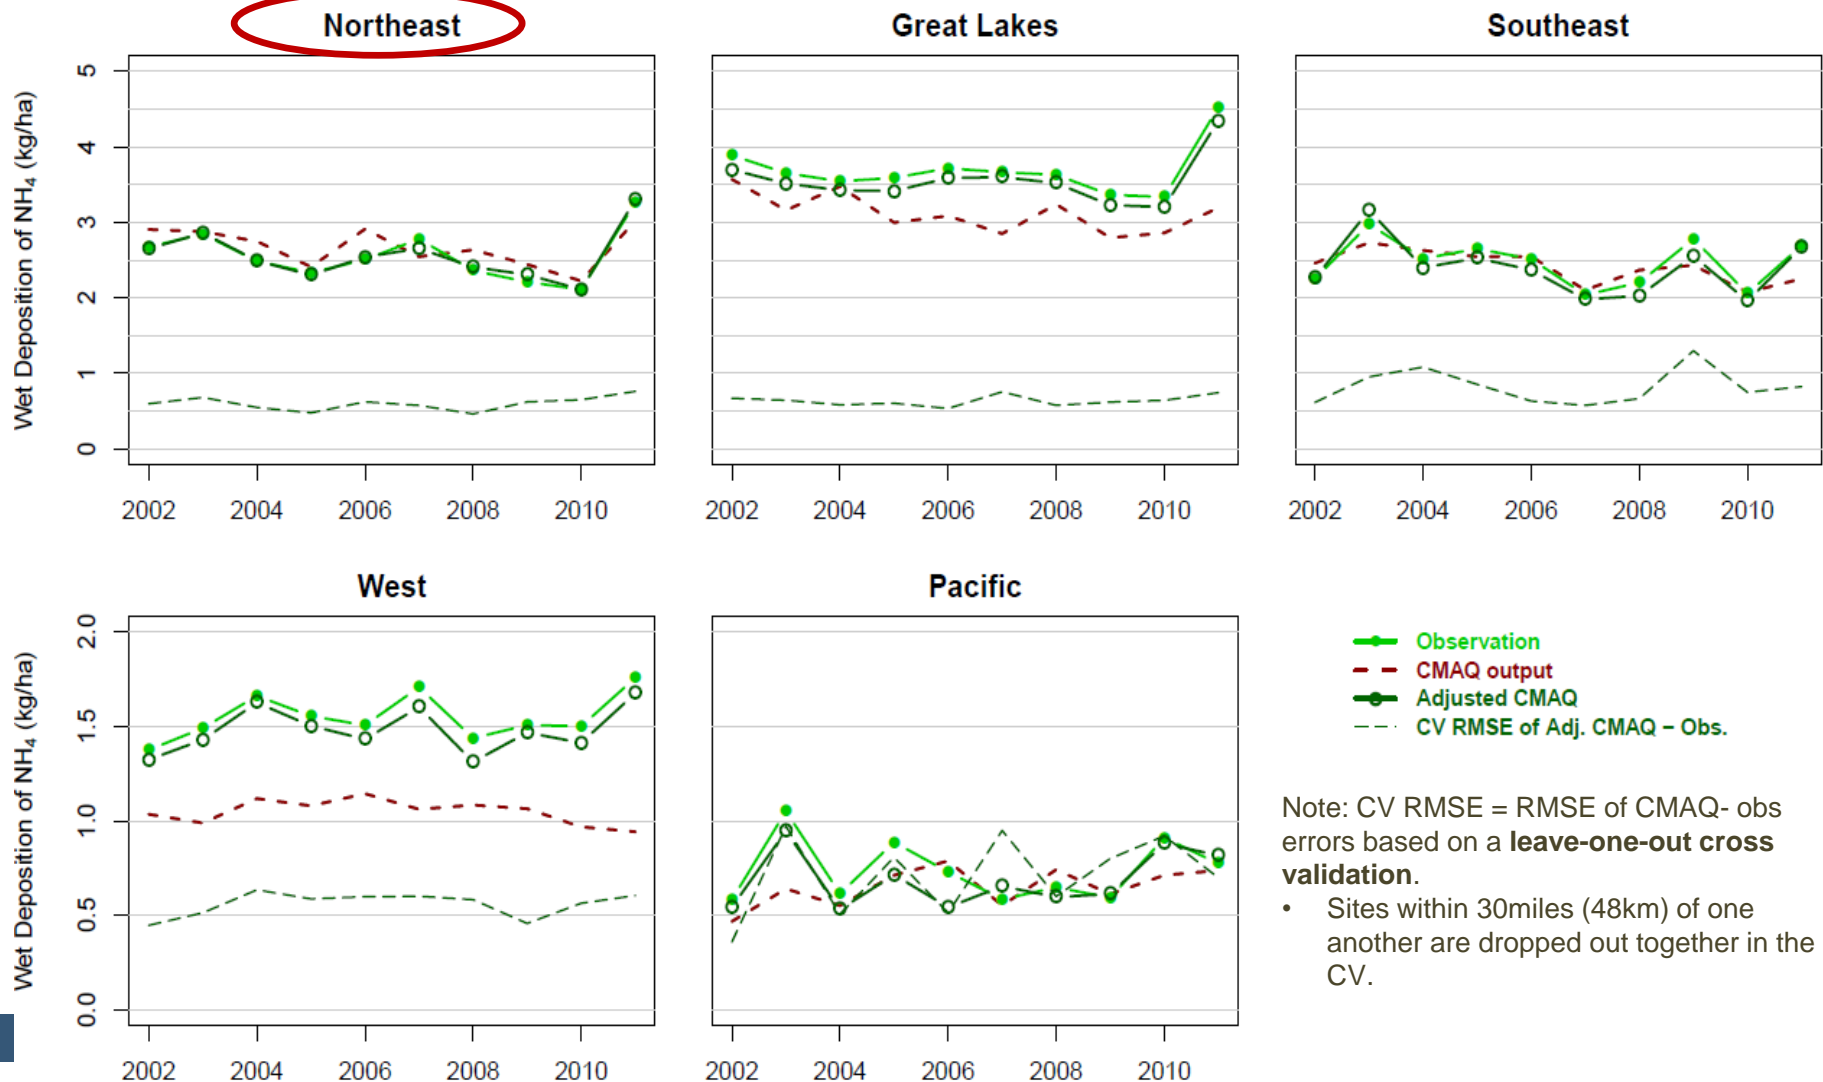 Northeast
Great Lakes
Southeast
Wet Deposition of NH₄ (kg/ha)
5
4
3
2
1
0
2002 2004 2006 2008 2010
2002 2004 2006 2008 2010
2002 2004 2006 2008 2010
West
Pacific
Wet Deposition of NH₄ (kg/ha)
2.0
1.5
1.0
0.5
0.0
2002 2004 2006 2008 2010
2002 2004 2006 2008 2010
Observation
CMAQ output
Adjusted CMAQ
CV RMSE of Adj. CMAQ – Obs.
Note: CV RMSE = RMSE of CMAQ- obs
errors based on a leave-one-out cross
validation.
• Sites within 30miles (48km) of one
another are dropped out together in the
CV.